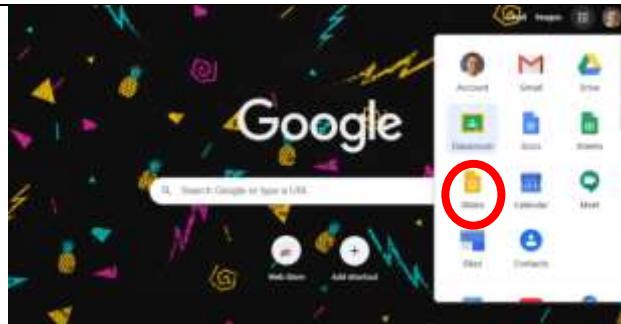 Gmail Images
Account Gmail Drive
Google
Classroom Docs Sheets
Search Google or type a URL
Slides Calendar Meet
Sites Contacts
Web Store Add shortcut